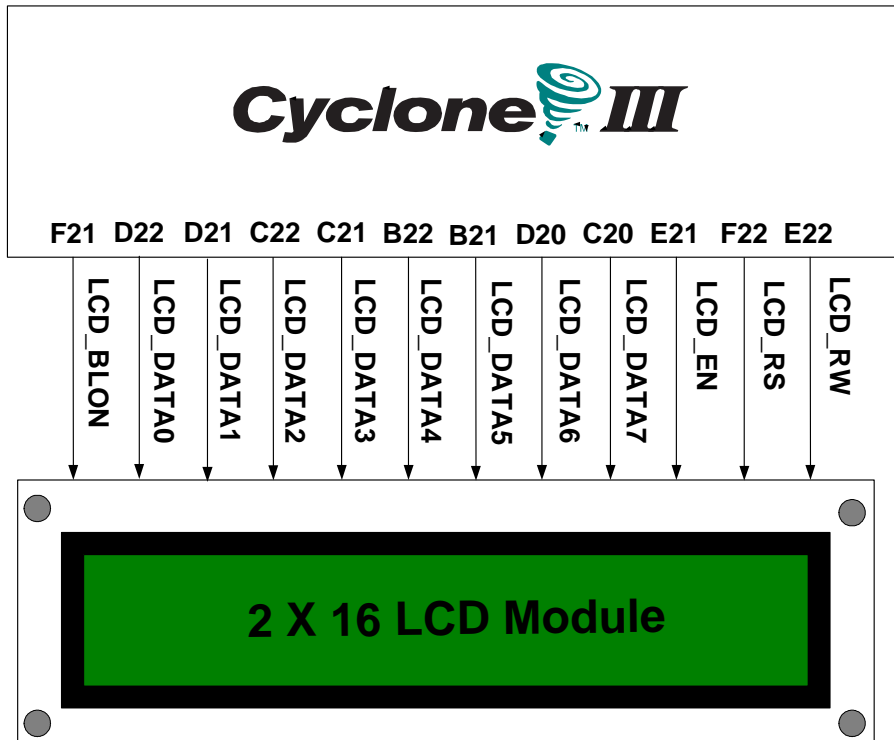 Cyclone III
TM
F21 D22 D21 C22 C21 B22 B21 D20 C20 E21 F22 E22
LCD_BLON
LCD_DATA0
LCD_DATA1
LCD_DATA2
LCD_DATA3
LCD_DATA4
LCD_DATA5
LCD_DATA6
LCD_DATA7
LCD_EN
LCD_RS
LCD_RW
2 X 16 LCD Module